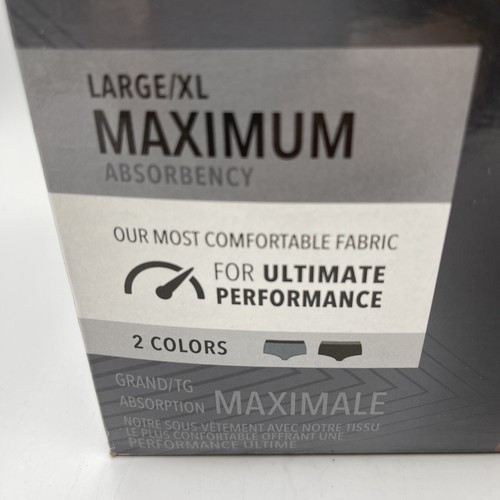 LARGE/XL
MAXIMUM
ABSORBENCY
OUR MOST COMFORTABLE FABRIC
FOR ULTIMATE
PERFORMANCE
2 COLORS
GRAND/TG
ABSORPTION MAXIMALE
NOTRE SOUS-VÊTEMENT AVEC NOTRE TISSU
LE PLUS CONFORTABLE OFFRANT UNE
PERFORMANCE ULTIME